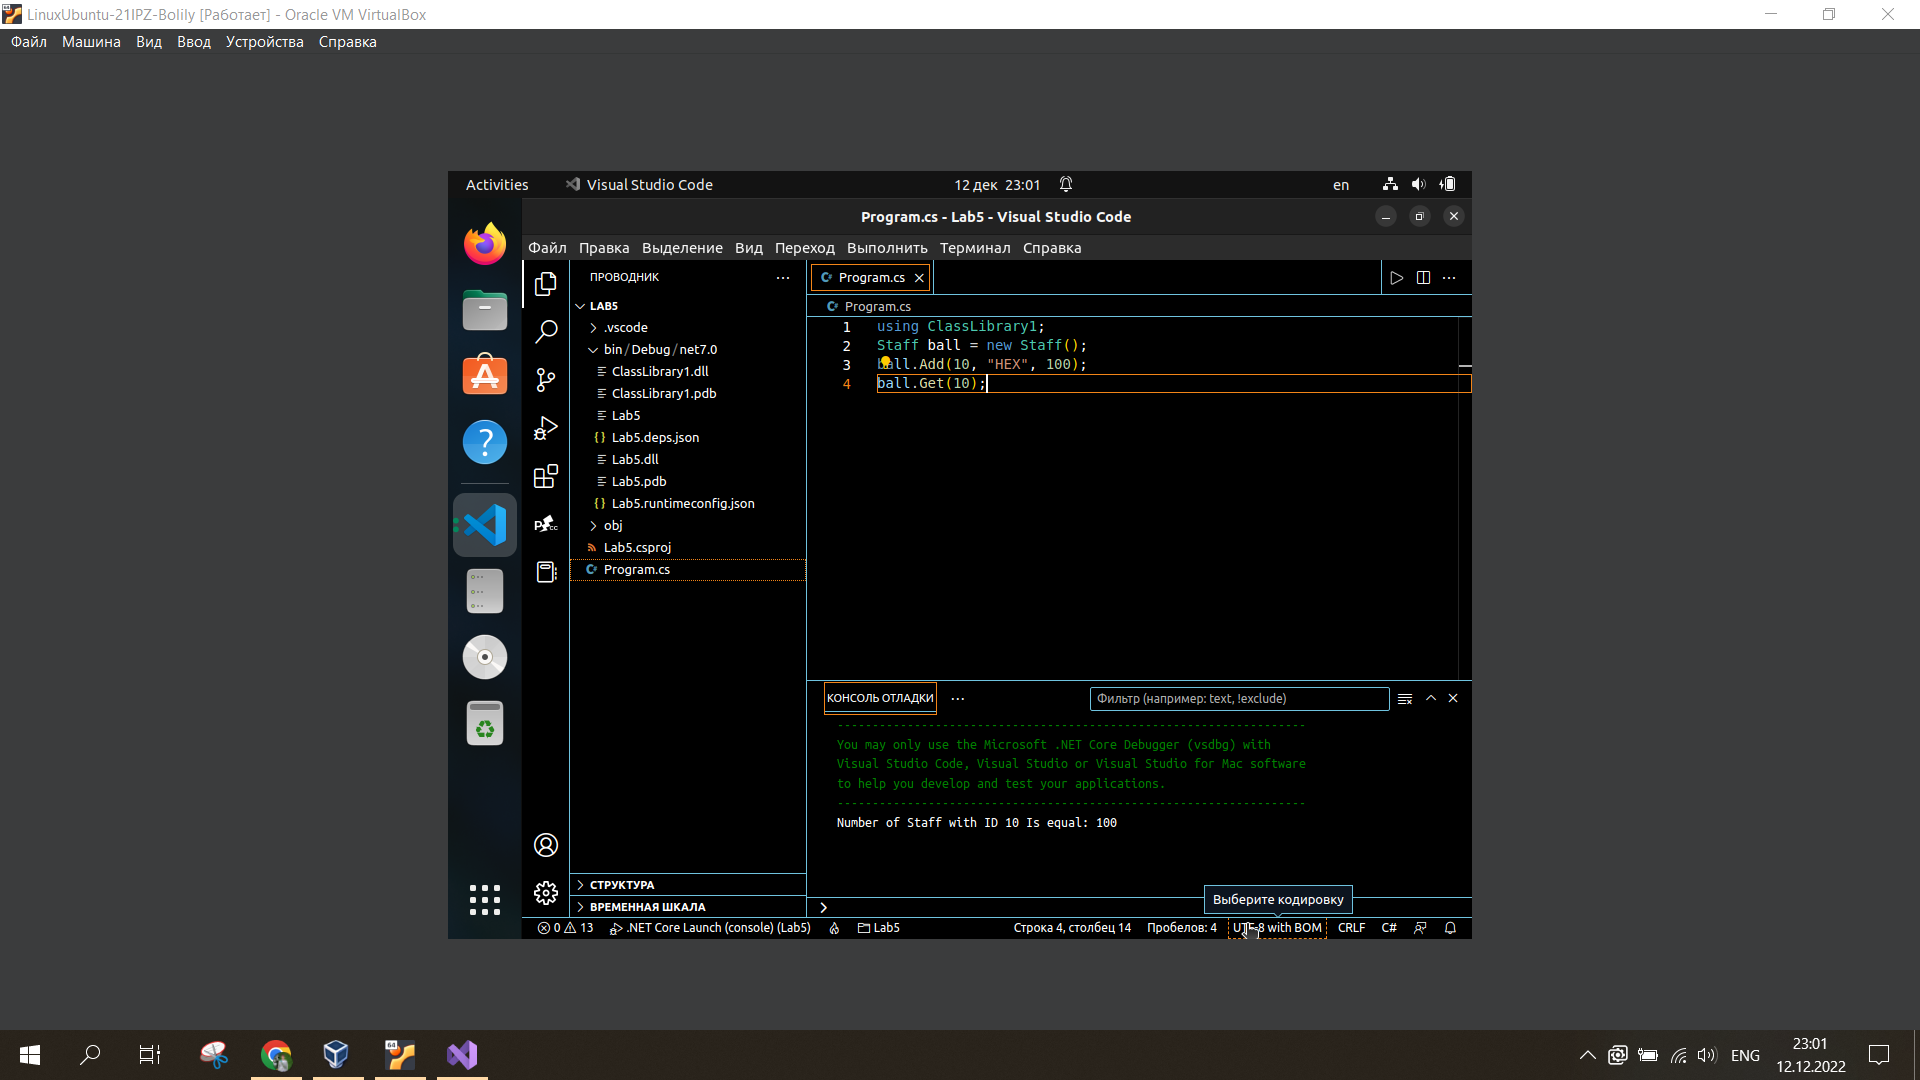 LinuxUbuntu-21IPZ-Bolily [Работает] - Oracle VM VirtualBox
Файл Машина Вид Ввод Устройства Справка
Activities Visual Studio Code 12 дек 23:01 en
Program.cs - Lab5 - Visual Studio Code
Файл Правка Выделение Вид Переход Выполнить Терминал Справка
ПРОВОДНИК
LAB5
.vscode
bin/Debug/net7.0
ClassLibrary1.dll
ClassLibrary1.pdb
Lab5
Lab5.deps.json
Lab5.dll
Lab5.pdb
Lab5.runtimeconfig.json
obj
Lab5.csproj
Program.cs
СТРУКТУРА
ВРЕМЕННАЯ ШКАЛА
Program.cs
Program.cs
1 using ClassLibrary1;
2 Staff ball = new Staff();
3 ball.Add(10, "HEX", 100);
4 ball.Get(10);
КОНСОЛЬ ОТЛАДКИ
Фильтр (например: text, !exclude)
-------------------------------------------------------------------
You may only use the Microsoft .NET Core Debugger (vsdbg) with
Visual Studio Code, Visual Studio or Visual Studio for Mac software
to help you develop and test your applications.
-------------------------------------------------------------------
Number of Staff with ID 10 Is equal: 100
Выберите кодировку
0 13 .NET Core Launch (console) (Lab5) Lab5 Строка 4, столбец 14 Пробелов: 4 UTF-8 with BOM CRLF C#
64
ENG
23:01
12.12.2022